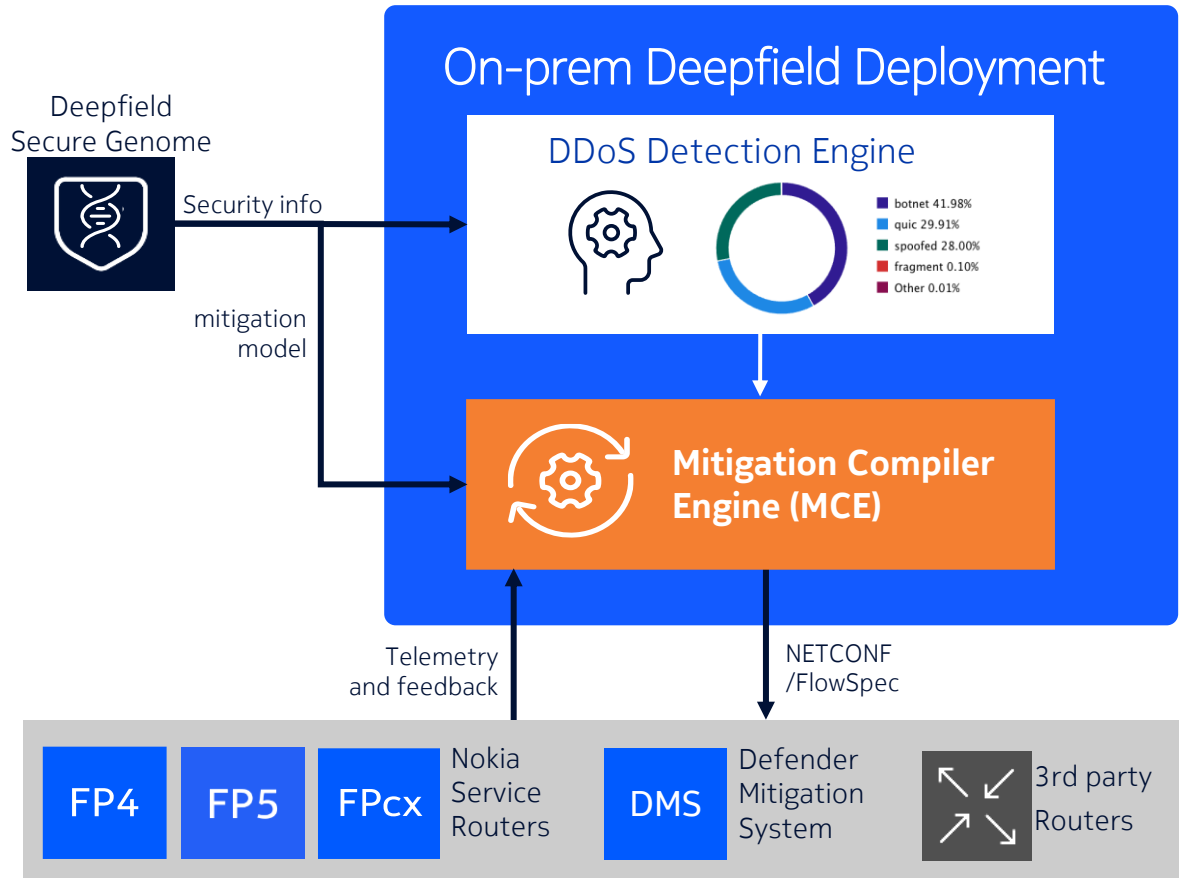 On-prem Deepfield Deployment
Deepfield
Secure Genome
DDoS Detection Engine
Security info
botnet 41.98%
quic 29.91%
spoofed 28.00%
fragment 0.10%
Other 0.01%
mitigation
model
Mitigation Compiler
Engine (MCE)
Telemetry
and feedback
NETCONF
/FlowSpec
FP4
FP5
FPcx
Nokia
Service
Routers
DMS
Defender
Mitigation
System
3rd party
Routers